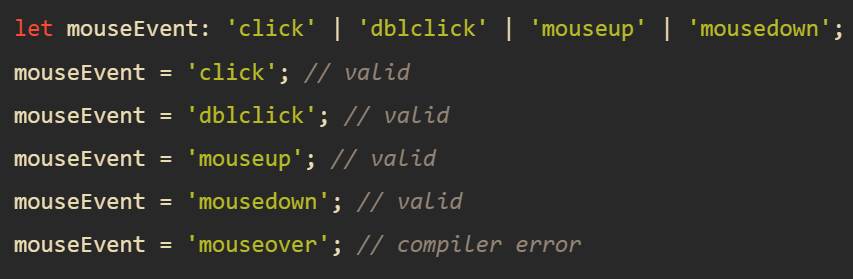 let mouseEvent: 'click' | 'dblclick' | 'mouseup' | 'mousedown';
mouseEvent = 'click'; // valid
mouseEvent = 'dblclick'; // valid
mouseEvent = 'mouseup'; // valid
mouseEvent = 'mousedown'; // valid
mouseEvent = 'mouseover'; // compiler error